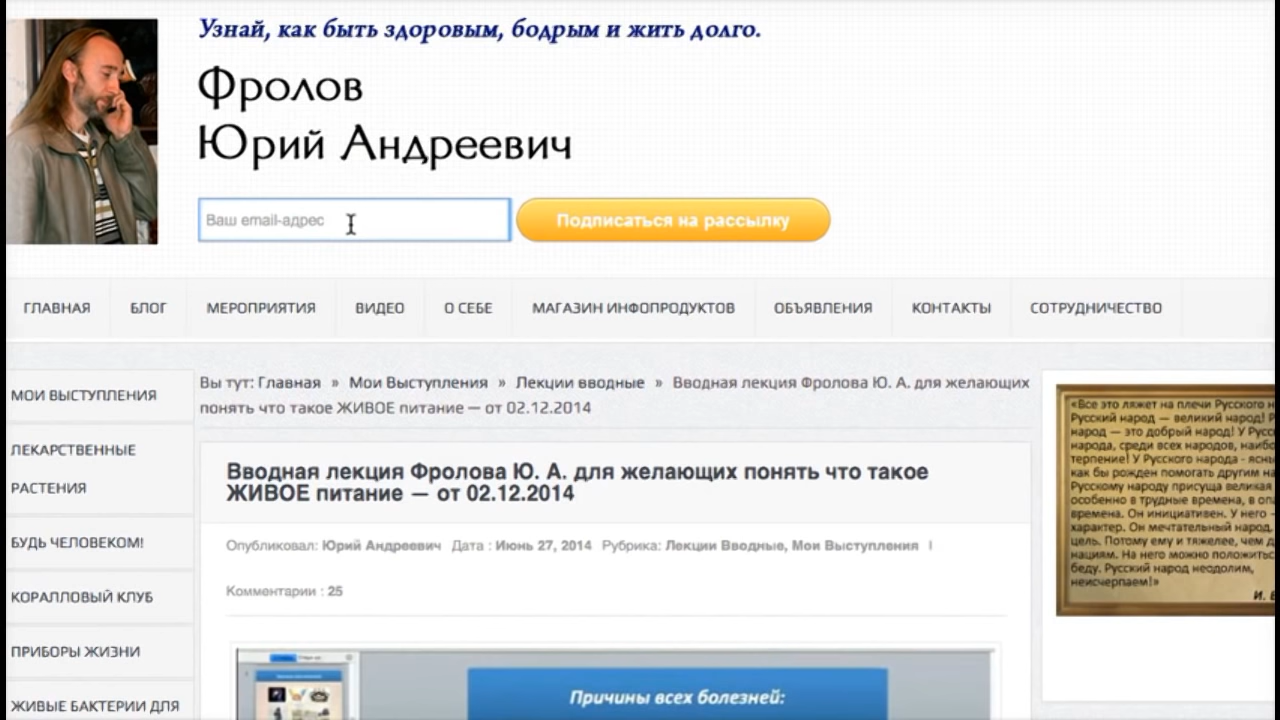 Узнай, как быть здоровым, бодрым и жить долго.
Фролов
Юрий Андреевич
Ваш email-адрес
Подписаться на рассылку
ГЛАВНАЯ БЛОГ МЕРОПРИЯТИЯ ВИДЕО О СЕБЕ МАГАЗИН ИНФОПРОДУКТОВ ОБЪЯВЛЕНИЯ КОНТАКТЫ СОТРУДНИЧЕСТВО
МОИ ВЫСТУПЛЕНИЯ
ЛЕКАРСТВЕННЫЕ
РАСТЕНИЯ
БУДЬ ЧЕЛОВЕКОМ!
КОРАЛЛОВЫЙ КЛУБ
ПРИБОРЫ ЖИЗНИ
ЖИВЫЕ БАКТЕРИИ ДЛЯ
Вы тут: Главная » Мои Выступления » Лекции вводные » Вводная лекция Фролова Ю. А. для желающих
понять что такое ЖИВОЕ питание — от 02.12.2014
Вводная лекция Фролова Ю. А. для желающих понять что такое
ЖИВОЕ питание — от 02.12.2014
Опубликовал: Юрий Андреевич Дата : Июнь 27, 2014 Рубрика: Лекции Вводные, Мои Выступления |
Комментарии : 25
Причины всех болезней:
«Все это ляжет на плечи Русского
Русский народ — великий народ!
народ — это добрый народ! У
народа, среди всех народов,
терпение! У Русского народа -
как бы рожден помогать другим
Русскому народу присуща великая
особенно в трудные времена, в
времена. Он инициативен. У него -
характер. Он мечтательный народ.
цель. Потому ему и тяжелее, чем
нациям. На него можно
беду. Русский народ неодолим,
неисчерпаем!»
И.